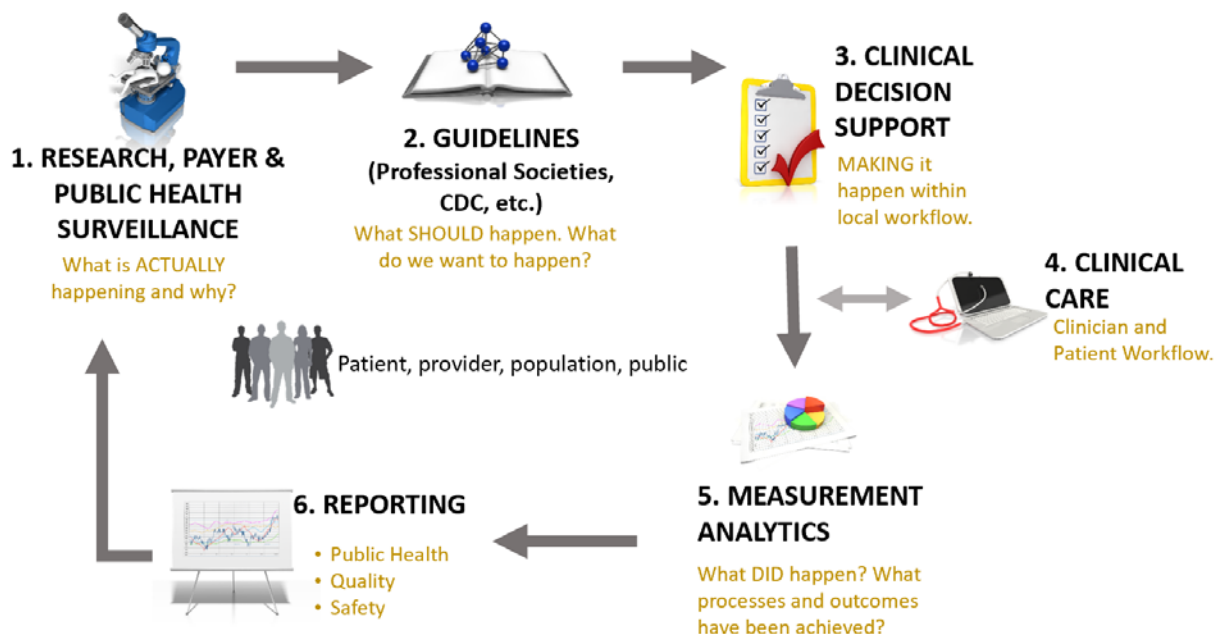 1. RESEARCH, PAYER &
PUBLIC HEALTH
SURVEILLANCE
What is ACTUALLY
happening and why?
2. GUIDELINES
(Professional Societies,
CDC, etc.)
What SHOULD happen. What
do we want to happen?
3. CLINICAL
DECISION
SUPPORT
MAKING it
happen within
local workflow.
4. CLINICAL
CARE
Clinician and
Patient Workflow.
Patient, provider, population, public
5. MEASUREMENT
ANALYTICS
What DID happen? What
processes and outcomes
have been achieved?
6. REPORTING
• Public Health
• Quality
• Safety